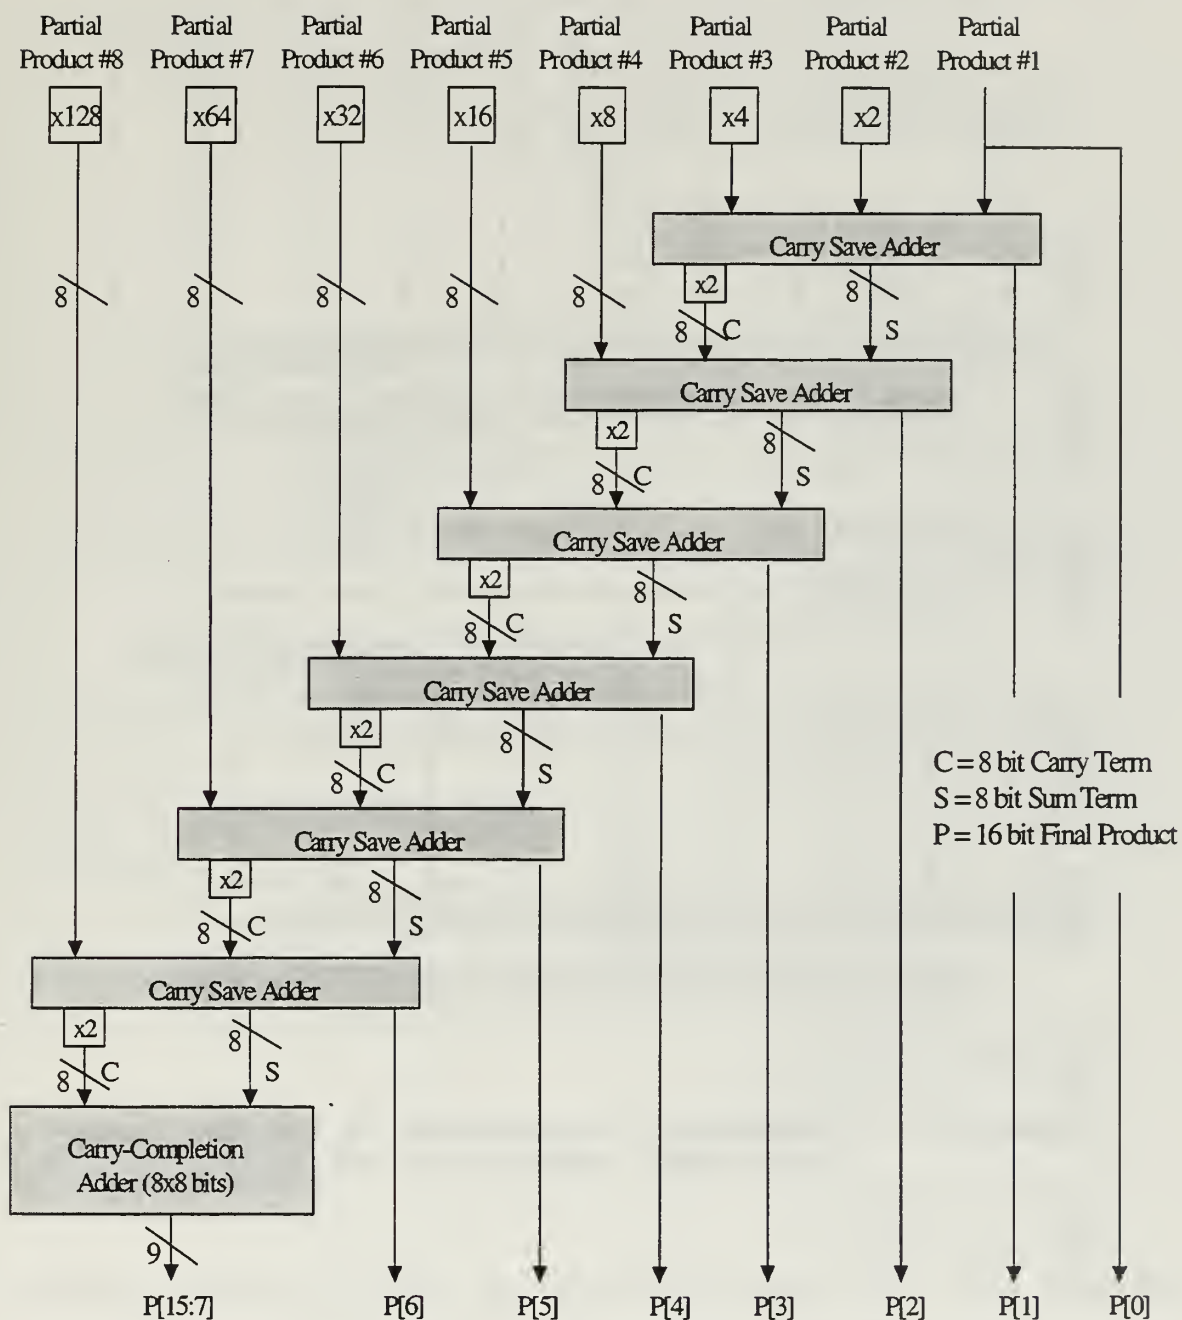 Partial Product #8
Partial Product #7
Partial Product #6
Partial Product #5
Partial Product #4
Partial Product #3
Partial Product #2
Partial Product #1
x128
x64
x32
x16
x8
x4
x2
Carry Save Adder
8
8
8
8
8
x2
8
8
C
S
Carry Save Adder
x2
8
8
C
S
Carry Save Adder
x2
8
8
C
S
Carry Save Adder
x2
8
8
C
S
C = 8 bit Carry Term
S = 8 bit Sum Term
P = 16 bit Final Product
Carry Save Adder
x2
8
8
C
S
Carry Save Adder
x2
8
8
C
S
Carry-Completion
Adder (8x8 bits)
9
P[15:7]
P[6]
P[5]
P[4]
P[3]
P[2]
P[1]
P[0]